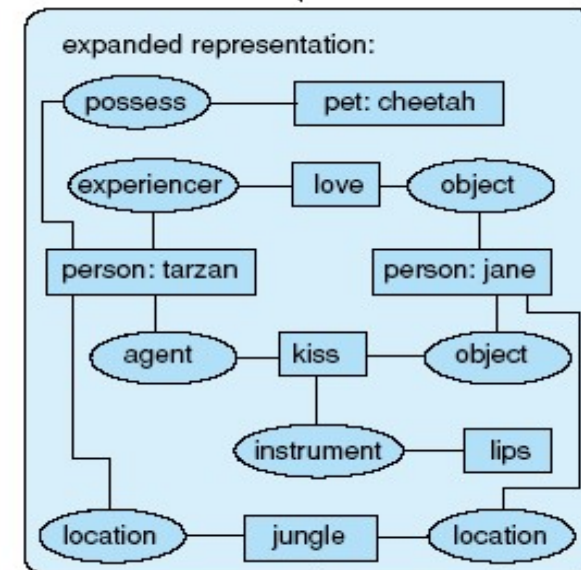 expanded representation:
possess
pet: cheetah
experiencer
love
object
person: tarzan
person: jane
agent
kiss
object
instrument
lips
location
jungle
location